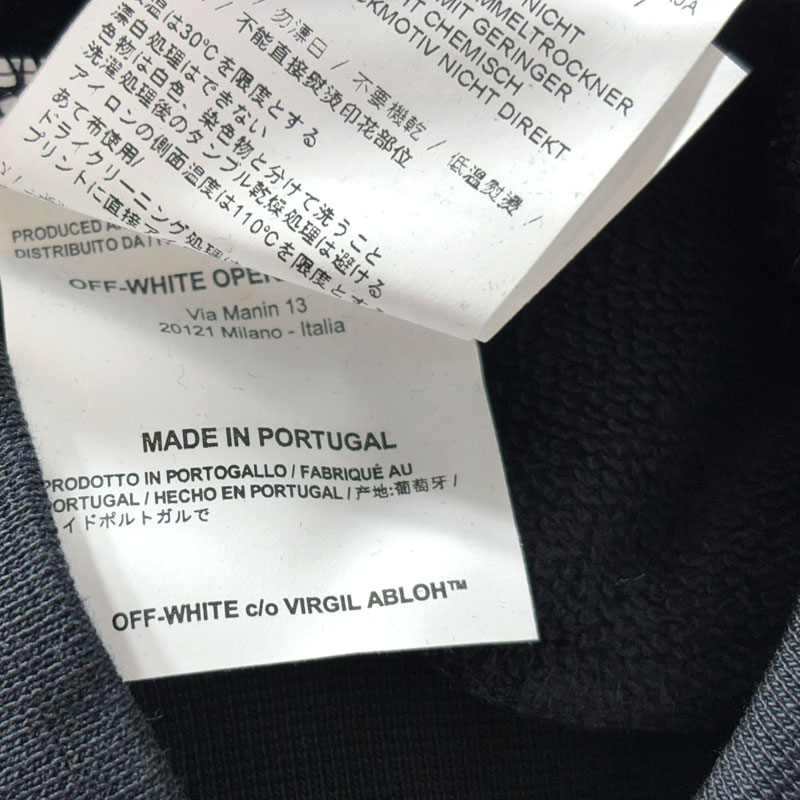 NICHT
MIT GERINGER
CHEMISCH
NICHT DIREKT
勿漂白 / 不要機乾 / 低溫熨燙 /
不能直接熨燙印花部位
温は30℃を限度とする
漂白処理はできない
色物は白色、染色物と分けて洗うこと
洗濯処理後のタンブル乾燥処理は避ける
アイロンの側面温度は110℃を限度とす
あて布使用/
ドライクリーニング処理は
プリントに直接アイ
PRODUCED
DISTRIBUITO DA /
OFF-WHITE
Via Manin 13
20121 Milano - Italia
MADE IN PORTUGAL
PRODOTTO IN PORTOGALLO / FABRIQUÉ AU
PORTUGAL / HECHO EN PORTUGAL / 产地:葡萄牙 /
イドポルトガルで
OFF-WHITE c/o VIRGIL ABLOH™